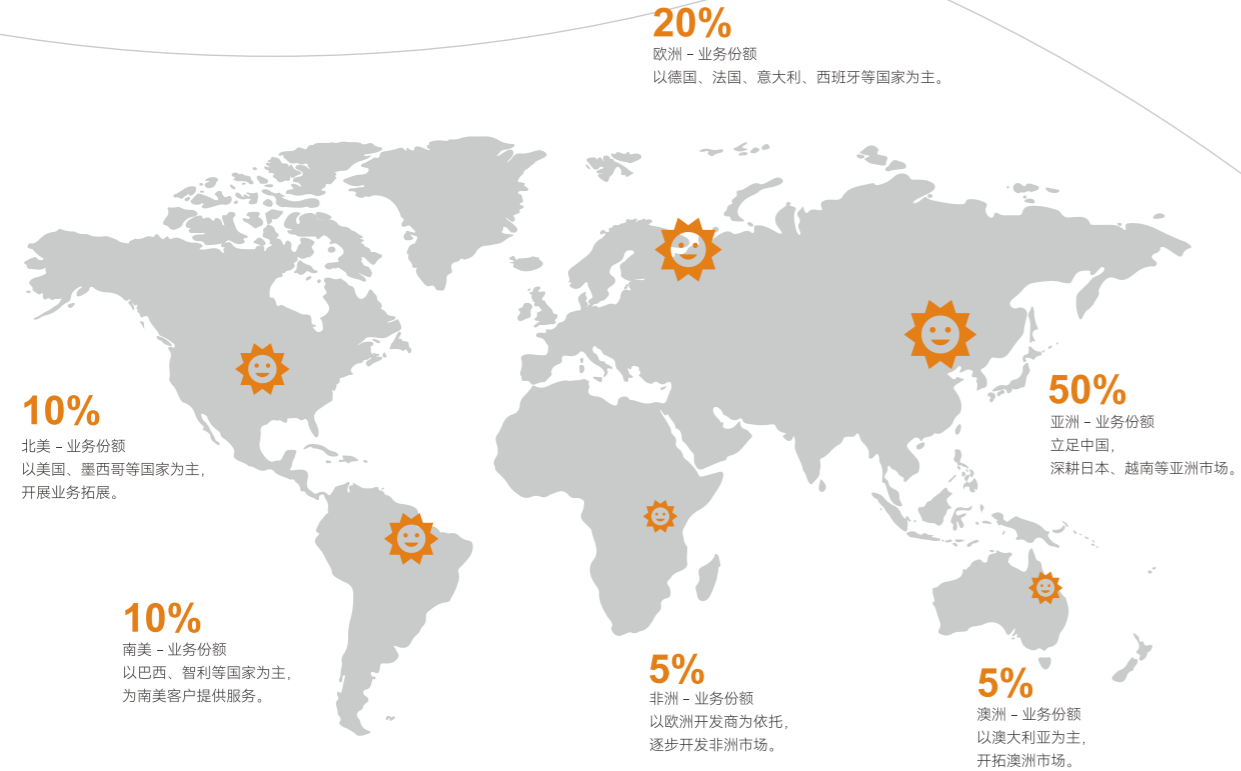 20%
欧洲 – 业务份额
以德国、法国、意大利、西班牙等国家为主。
10%
北美 – 业务份额
以美国、墨西哥等国家为主，
开展业务拓展。
50%
亚洲 – 业务份额
立足中国，
深耕日本、越南等亚洲市场。
10%
南美 – 业务份额
以巴西、智利等国家为主，
为南美客户提供服务。
5%
非洲 – 业务份额
以欧洲开发商为依托，
逐步开发非洲市场。
5%
澳洲 – 业务份额
以澳大利亚为主，
开拓澳洲市场。